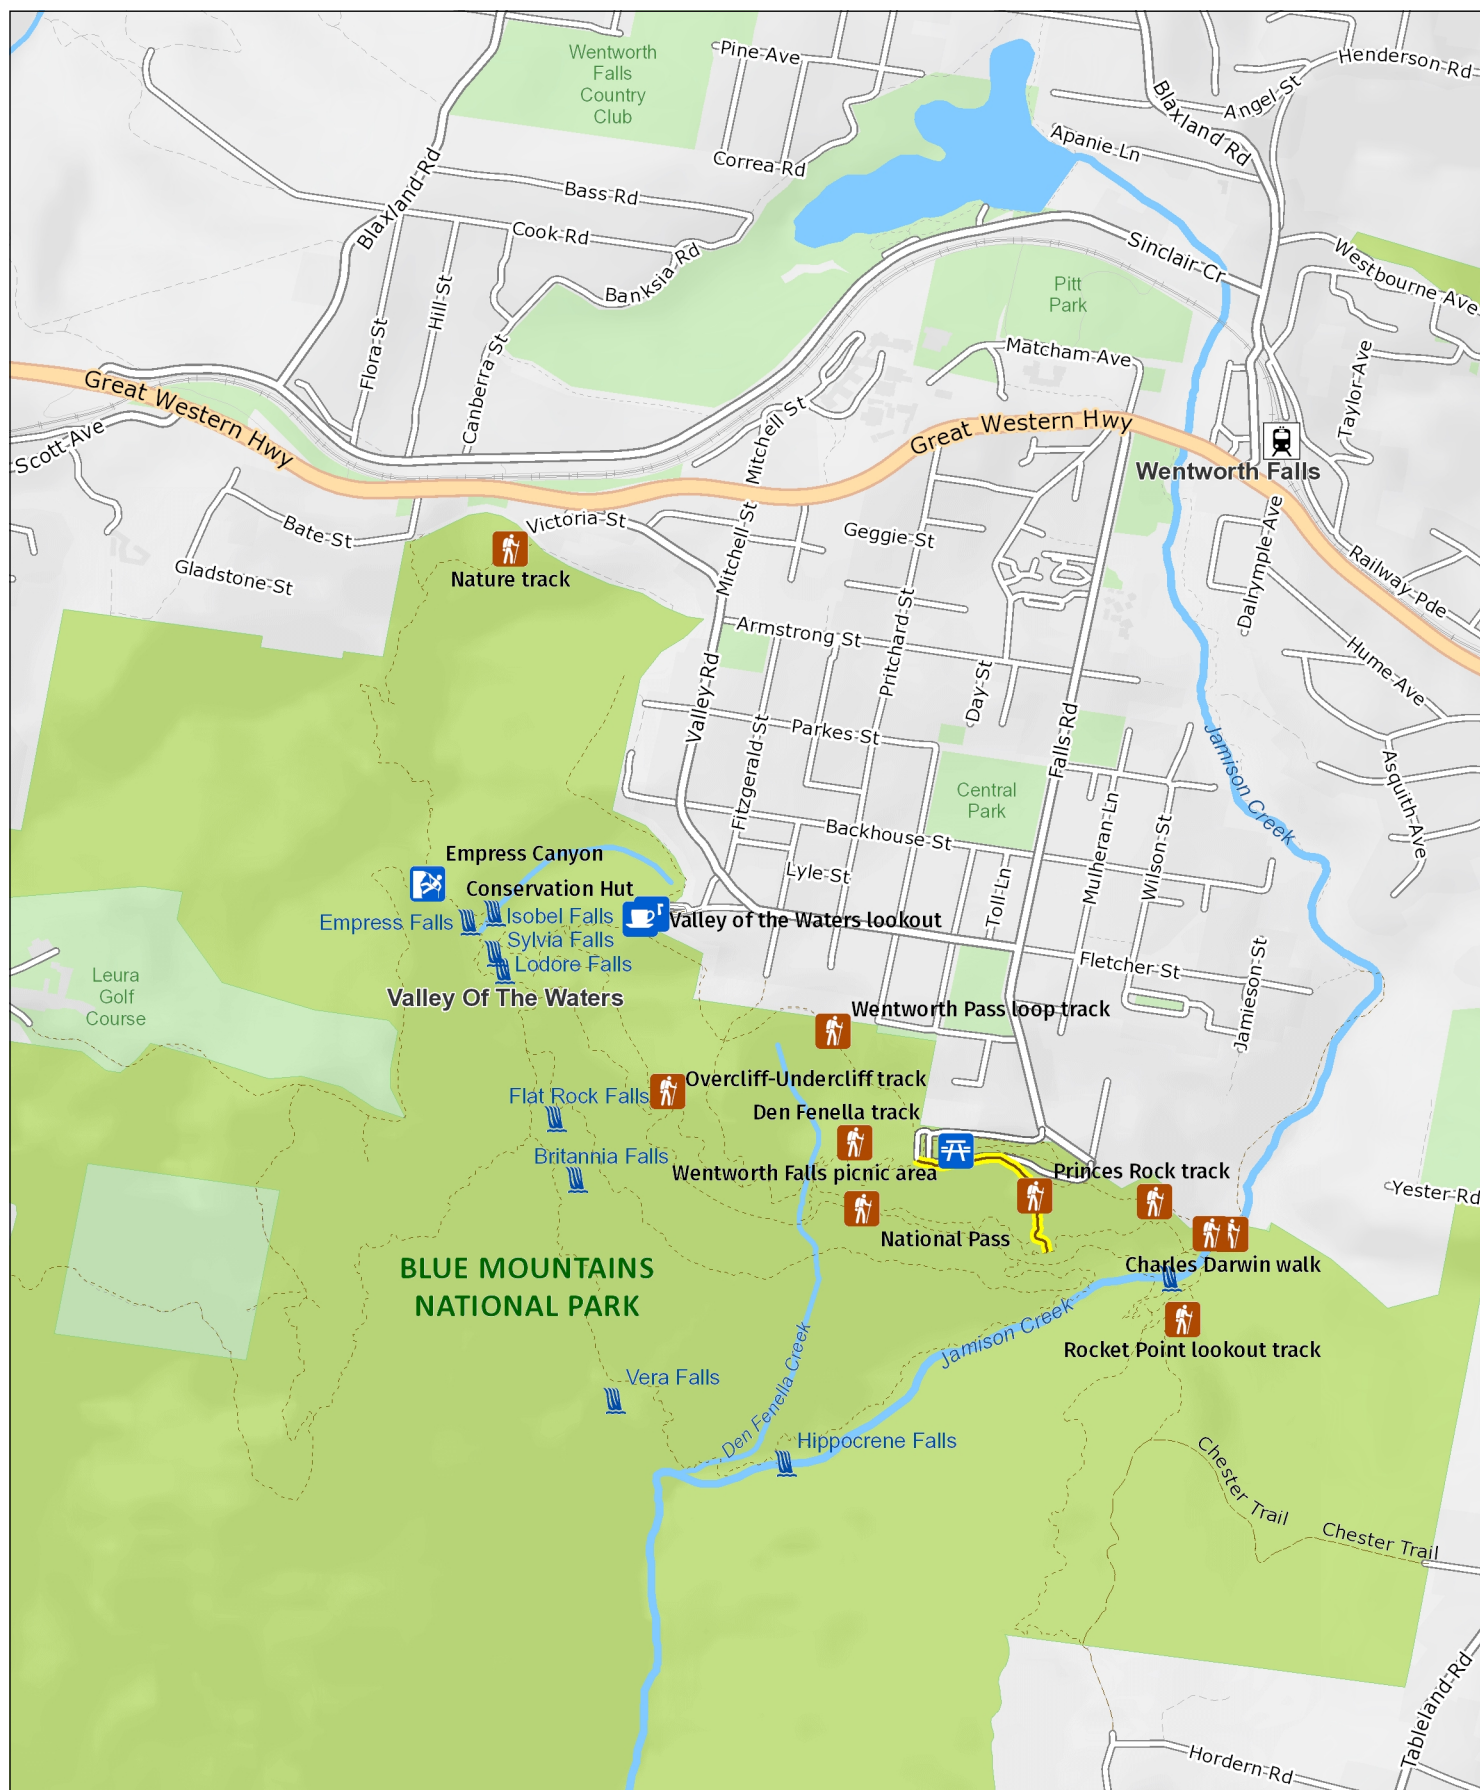 Wentworth
Falls
Country
Club
Pine Ave
Henderson Rd
Angel St
Blaxland Rd
Apanie Ln
Correa Rd
Blaxland Rd
Bass Rd
Cook Rd
Banksia Rd
Sinclair Cr
Westbourne Ave
Pitt
Park
Hill St
Flora St
Canberra St
Matcham Ave
Taylor Ave
Great Western Hwy
Mitchell St
Great Western Hwy
Scott Ave
Wentworth Falls
Victoria St
Bate St
Gladstone St
Nature track
Mitchell St
Geggie St
Dalrymple Ave
Railway Pde
Armstrong St
Pritchard St
Hume Ave
Valley Rd
Day St
Falls Rd
Parkes St
Fitzgerald St
Jamison Creek
Asquith Ave
Central
Park
Backhouse St
Mulheran Ln
Wilson St
Lyle St
Toll Ln
Empress Canyon
Conservation Hut
Empress Falls
Isobel Falls
Valley of the Waters lookout
Sylvia Falls
Lodore Falls
Fletcher St
Jamieson St
Leura
Golf
Course
Valley Of The Waters
Wentworth Pass loop track
Overcliff-Undercliff track
Flat Rock Falls
Den Fenella track
Britannia Falls
Wentworth Falls picnic area
Princes Rock track
Yester Rd
National Pass
Charles Darwin walk
BLUE MOUNTAINS
NATIONAL PARK
Jamison Creek
Rocket Point lookout track
Vera Falls
Den Fenella Creek
Hippocrene Falls
Chester Trail
Chester Trail
Tableland Rd
Hordern Rd